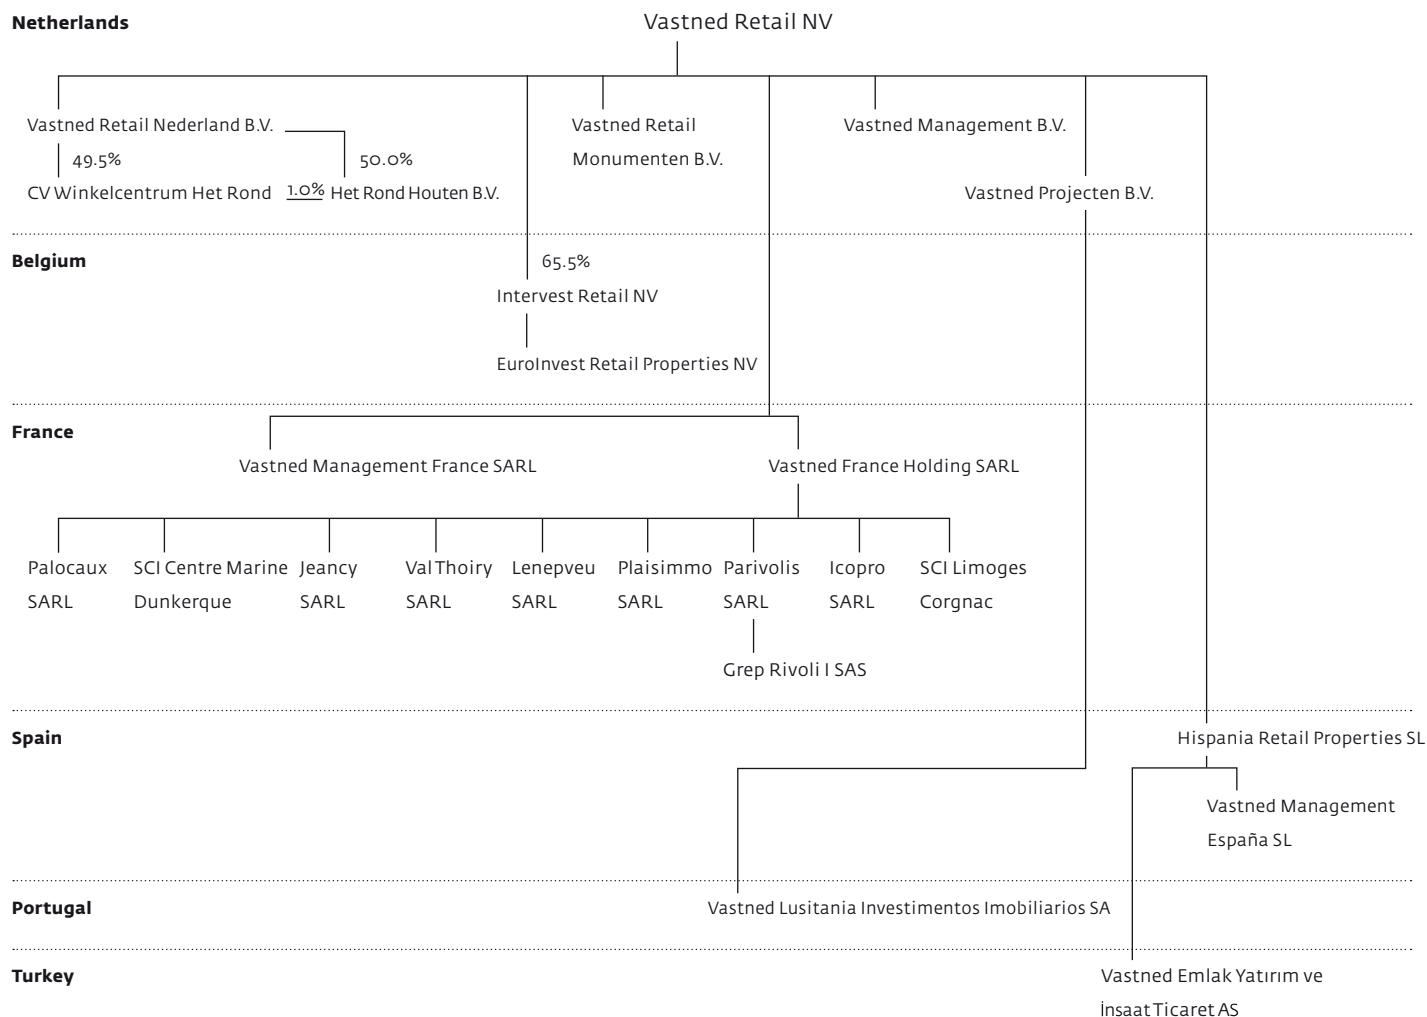 Netherlands
Vastned Retail NV
Vastned Retail Nederland B.V.
Vastned Retail
Monumenten B.V.
Vastned Management B.V.
49.5%
50.0%
CV Winkelcentrum Het Rond
1.0%
Het Rond Houten B.V.
Vastned Projecten B.V.
Belgium
65.5%
Intervest Retail NV
EuroInvest Retail Properties NV
France
Vastned Management France SARL
Vastned France Holding SARL
Palocaux
SARL
SCI Centre Marine
Dunkerque
Jeancy
SARL
Val Thoiry
SARL
Lenepveu
SARL
Plaisimmo
SARL
Parivolis
SARL
Icopro
SARL
SCI Limoges
Corgnac
Grep Rivoli I SAS
Spain
Hispania Retail Properties SL
Vastned Management
España SL
Portugal
Vastned Lusitania Investimentos Imobiliarios SA
Turkey
Vastned Emlak Yatırım ve
İnsaat Ticaret AS